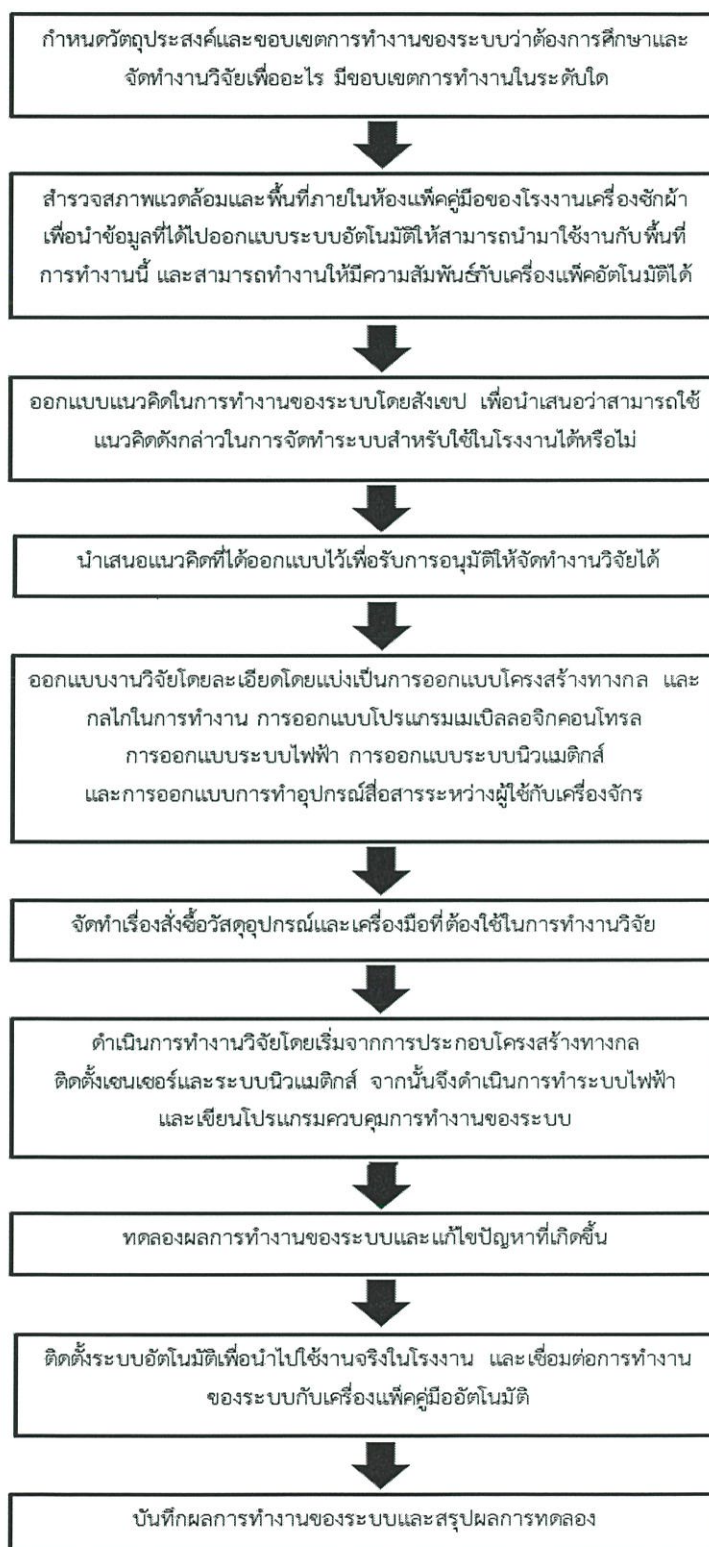 กำหนดวัตถุประสงค์และขอบเขตการทำงานของระบบว่าต้องการศึกษาและ
จัดทำงานวิจัยเพื่ออะไร มีขอบเขตการทำงานในระดับใด
สำรวจสภาพแวดล้อมและพื้นที่ภายในห้องแพ็คคู่มือของโรงงานเครื่องซักผ้า
เพื่อนำข้อมูลที่ได้ไปออกแบบระบบอัตโนมัติให้สามารถนำมาใช้งานกับพื้นที่
การทำงานนี้ และสามารถทำงานให้มีความสัมพันธ์กับเครื่องแพ็คอัตโนมัติได้
ออกแบบแนวคิดในการทำงานของระบบโดยสังเขป เพื่อนำเสนอว่าสามารถใช้
แนวคิดดังกล่าวในการจัดทำระบบสำหรับใช้ในโรงงานได้หรือไม่
นำเสนอแนวคิดที่ได้ออกแบบไว้เพื่อรับการอนุมัติให้จัดทำงานวิจัยได้
ออกแบบงานวิจัยโดยละเอียดโดยแบ่งเป็นการออกแบบโครงสร้างทางกล และ
กลไกในการทำงาน การออกแบบโปรแกรมเมเบิลลอจิกคอนโทรล
การออกแบบระบบไฟฟ้า การออกแบบระบบนิวแมติกส์
และการออกแบบการทำอุปกรณ์สื่อสารระหว่างผู้ใช้กับเครื่องจักร
จัดทำเรื่องสั่งซื้อวัสดุอุปกรณ์และเครื่องมือที่ต้องใช้ในการทำงานวิจัย
ดำเนินการทำงานวิจัยโดยเริ่มจากการประกอบโครงสร้างทางกล
ติดตั้งเซนเซอร์และระบบนิวแมติกส์ จากนั้นจึงดำเนินการทำระบบไฟฟ้า
และเขียนโปรแกรมควบคุมการทำงานของระบบ
ทดลองผลการทำงานของระบบและแก้ไขปัญหาที่เกิดขึ้น
ติดตั้งระบบอัตโนมัติเพื่อนำไปใช้งานจริงในโรงงาน และเชื่อมต่อการทำงาน
ของระบบกับเครื่องแพ็คคู่มืออัตโนมัติ
บันทึกผลการทำงานของระบบและสรุปผลการทดลอง